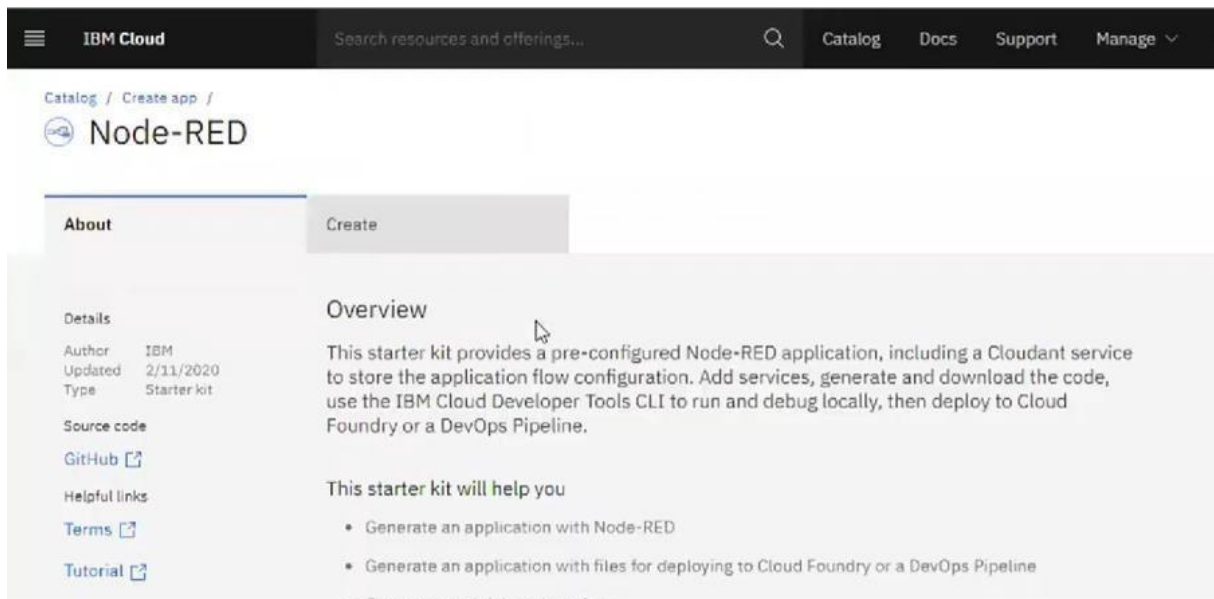 IBM Cloud
Search resources and offerings...
Catalog
Docs
Support
Manage
Catalog / Create app /
Node-RED
About
Create
Details
Author IBM
Updated 2/11/2020
Type Starter kit
Source code
GitHub
Helpful links
Terms
Tutorial
Overview
This starter kit provides a pre-configured Node-RED application, including a Cloudant service
to store the application flow configuration. Add services, generate and download the code,
use the IBM Cloud Developer Tools CLI to run and debug locally, then deploy to Cloud
Foundry or a DevOps Pipeline.
This starter kit will help you
• Generate an application with Node-RED
• Generate an application with files for deploying to Cloud Foundry or a DevOps Pipeline